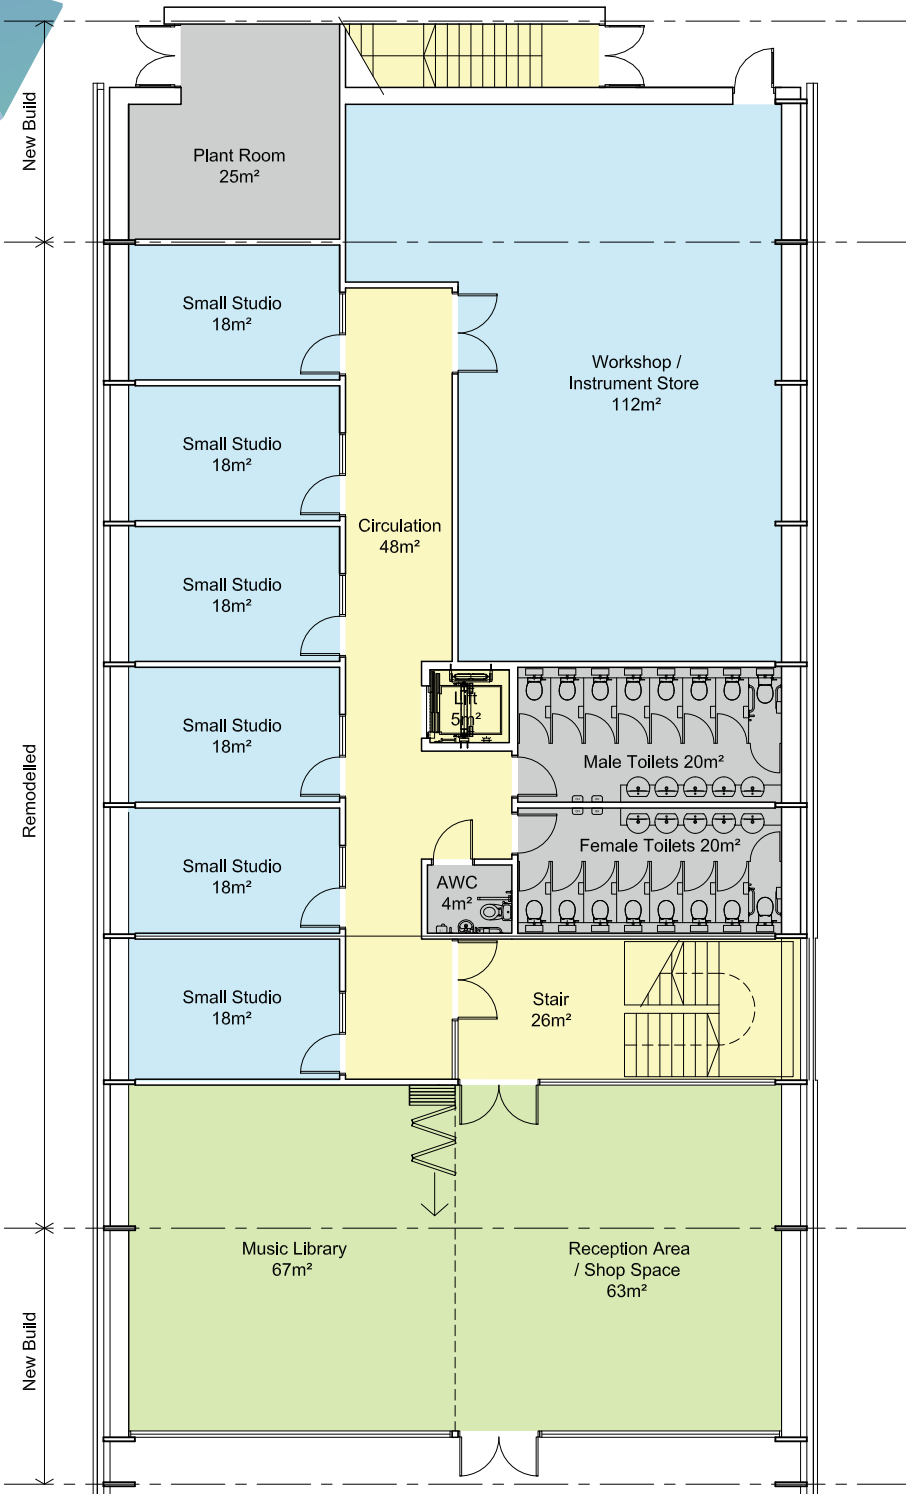 New Build
Plant Room
25m²
Small Studio
18m²
Workshop /
Instrument Store
112m²
Small Studio
18m²
Circulation
48m²
Small Studio
18m²
Lift
5m²
Small Studio
18m²
Male Toilets 20m²
Remodelled
Female Toilets 20m²
Small Studio
18m²
AWC
4m²
Small Studio
18m²
Stair
26m²
Music Library
67m²
Reception Area
/ Shop Space
63m²
New Build